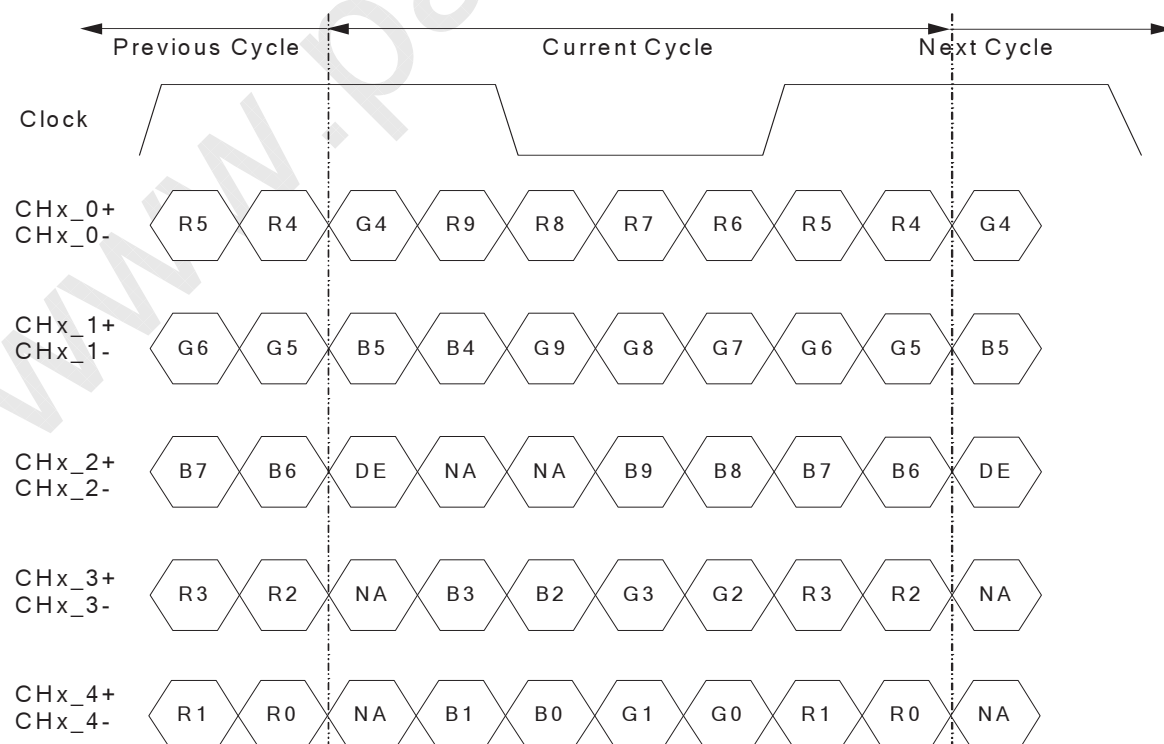 Previous Cycle Current Cycle Next Cycle
Clock
CHx_0+
CHx_0-
R5 R4 G4 R9 R8 R7 R6 R5 R4 G4
CHx_1+
CHx_1-
G6 G5 B5 B4 G9 G8 G7 G6 G5 B5
CHx_2+
CHx_2-
B7 B6 DE NA NA B9 B8 B7 B6 DE
CHx_3+
CHx_3-
R3 R2 NA B3 B2 G3 G2 R3 R2 NA
CHx_4+
CHx_4-
R1 R0 NA B1 B0 G1 G0 R1 R0 NA
www.pa